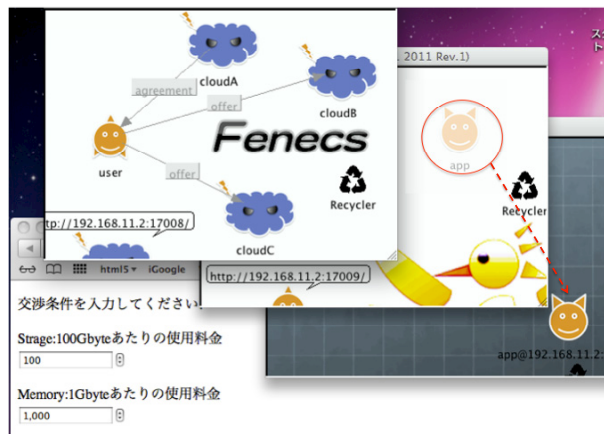 cloudA
agreement
cloudB
offer
Fenecs
user
offer
Recycler
cloudC
tp://192.168.11.2:17008/
2011 Rev.1)
app
Recycler
http://192.168.11.2:17009/
app@192.168.11.2:
html5▾ iGoogle
交渉条件を入力してください.
Strage:100Gbyteあたりの使用料金
100
Memory:1Gbyteあたりの使用料金
1,000